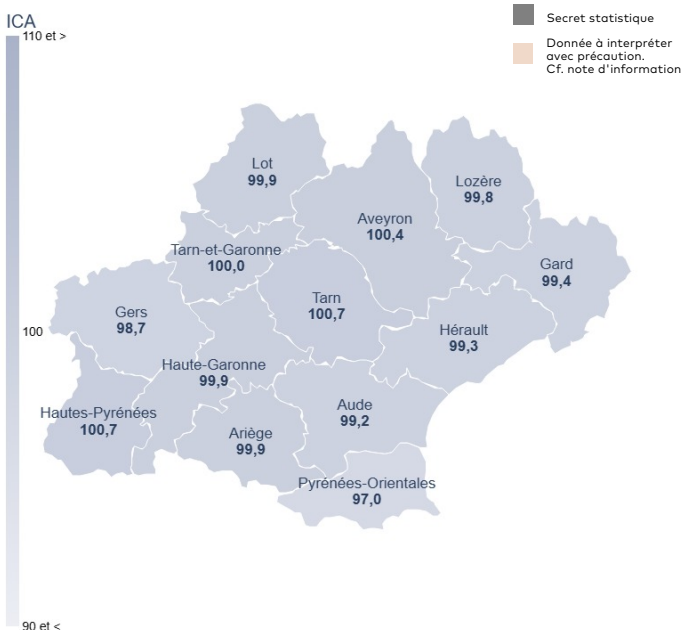 ICA
110 et >
Secret statistique
Donnée à interpréter
avec précaution.
Cf. note d'information
Lot
99,9
Lozère
99,8
Aveyron
100,4
Tarn-et-Garonne
100,0
Gard
99,4
Tarn
100,7
Gers
98,7
Hérault
99,3
100
Haute-Garonne
99,9
Aude
99,2
Hautes-Pyrénées
100,7
Ariège
99,9
Pyrénées-Orientales
97,0
90 et <